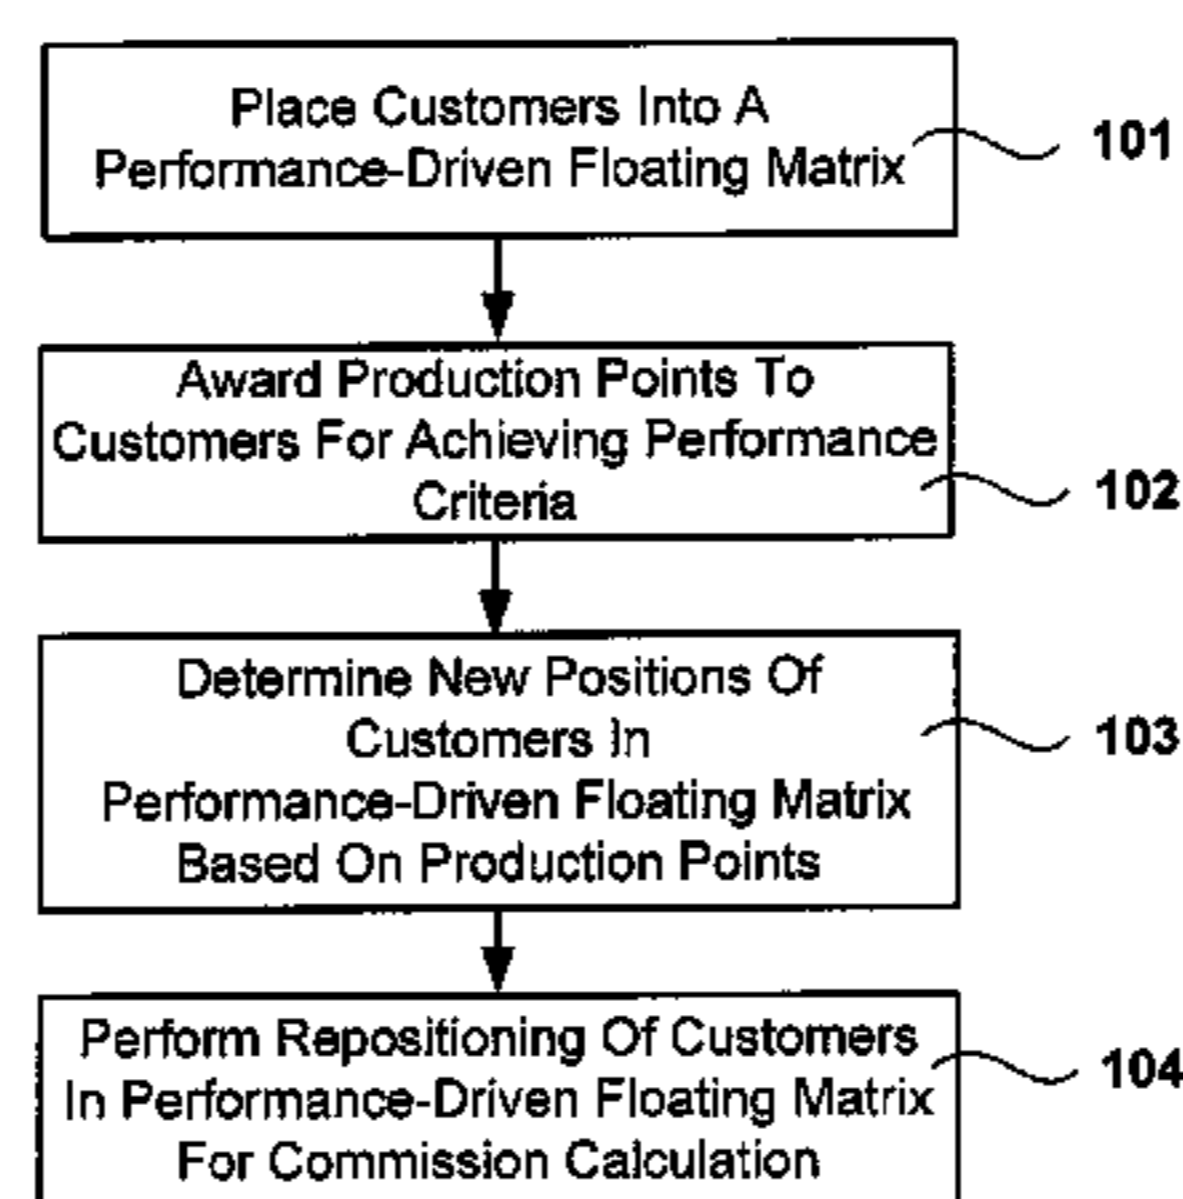 Place Customers Into A
Performance-Driven Floating Matrix
101
Award Production Points To
Customers For Achieving Performance
Criteria
102
Determine New Positions Of
Customers In
Performance-Driven Floating Matrix
Based On Production Points
103
Perform Repositioning Of Customers
In Performance-Driven Floating Matrix
For Commission Calculation
104